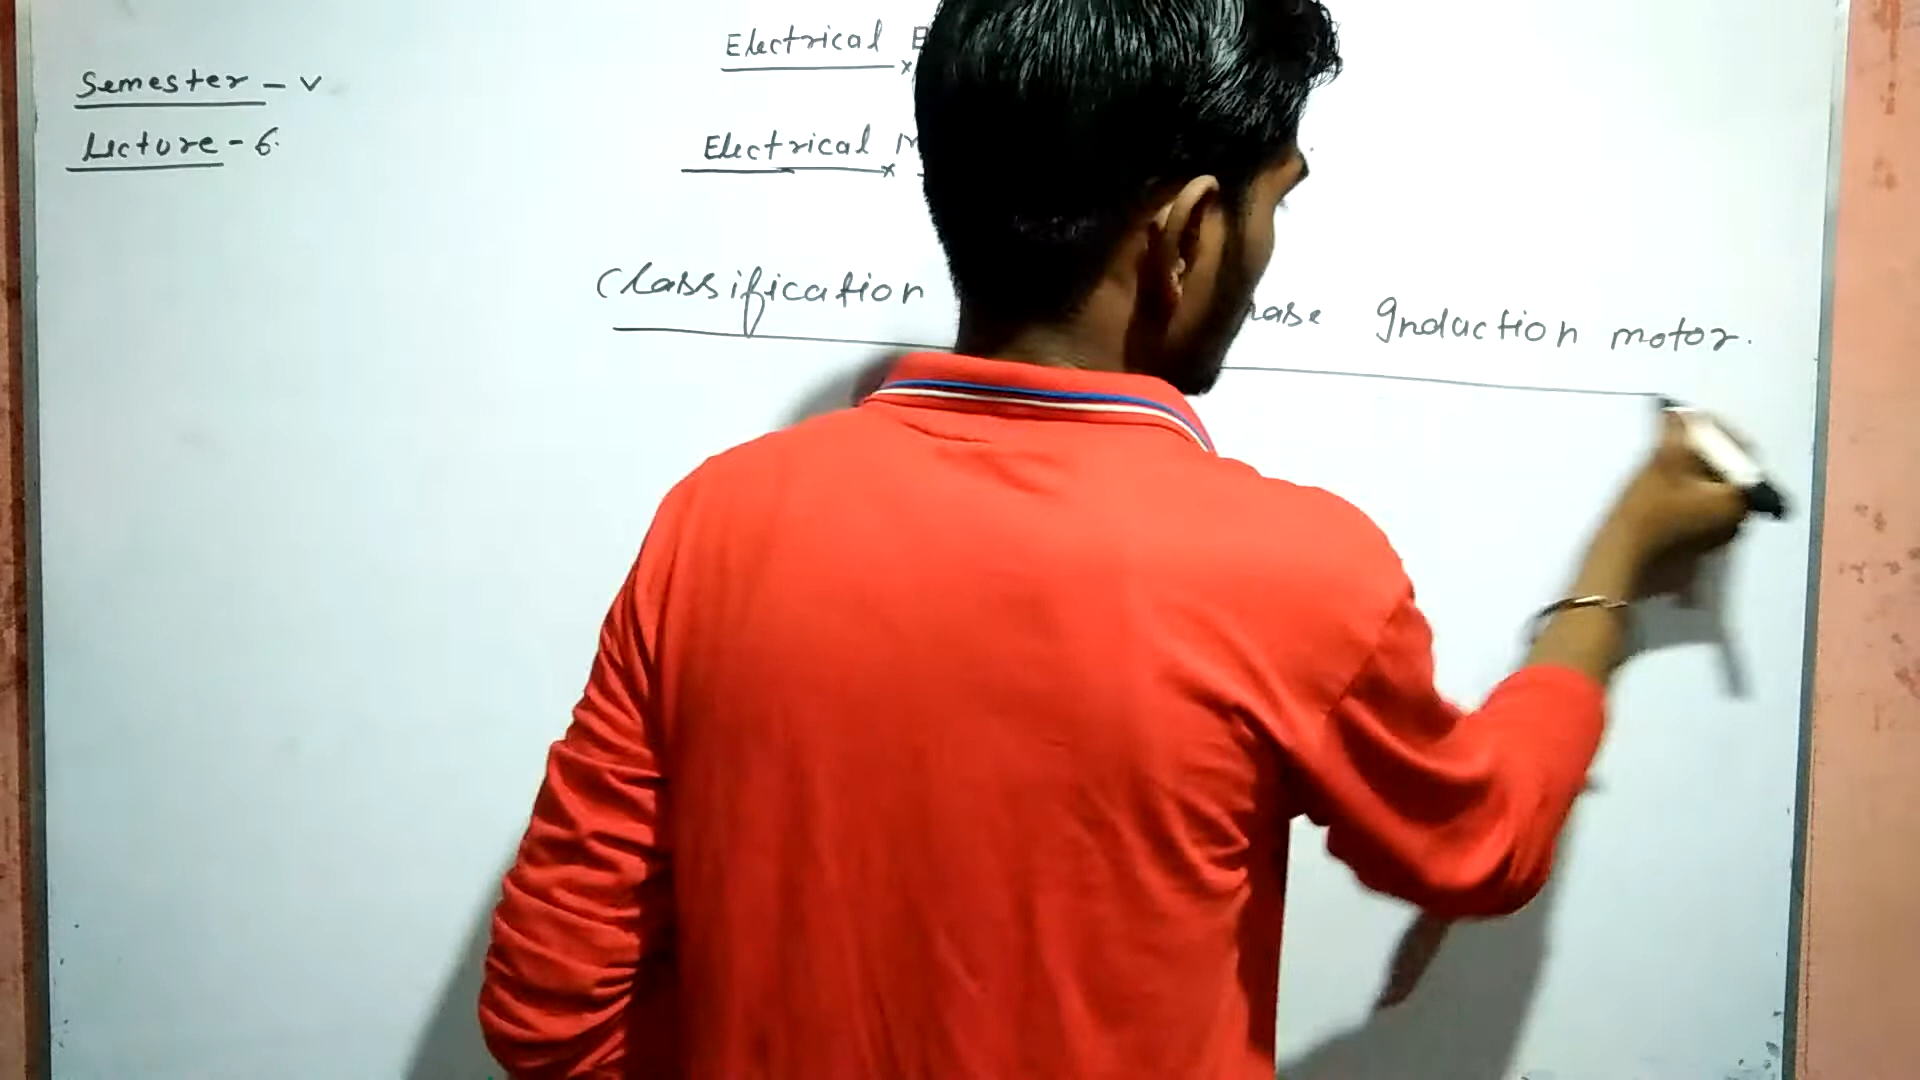 Semester - V
Lecture - 6.
Electrical
Electrical
Classification Induction motor.